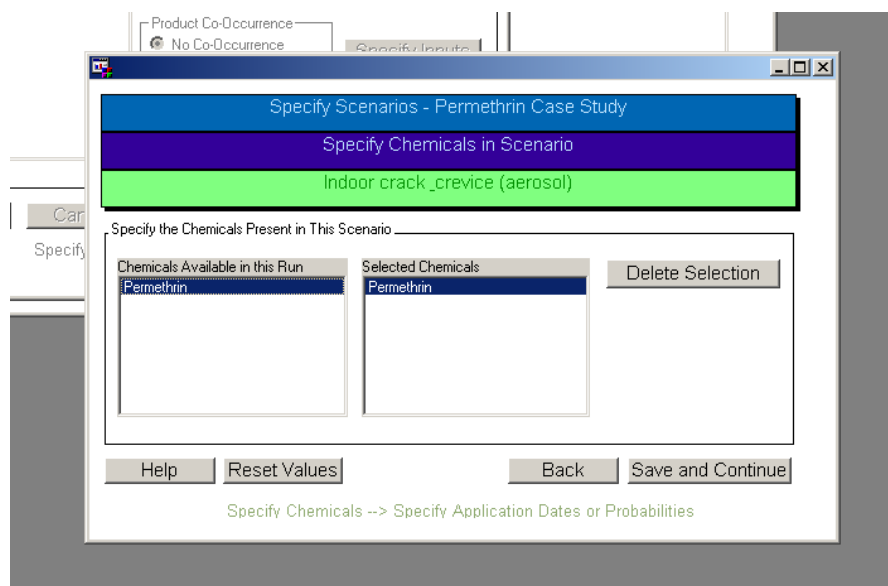 Product Co-Occurrence
No Co-Occurrence
Specify Inputs
Specify Scenarios - Permethrin Case Study
Specify Chemicals in Scenario
Indoor crack _crevice (aerosol)
Car
Specify
Specify the Chemicals Present in This Scenario
Chemicals Available in this Run
Selected Chemicals
Delete Selection
Permethrin
Permethrin
Help
Reset Values
Back
Save and Continue
Specify Chemicals --> Specify Application Dates or Probabilities